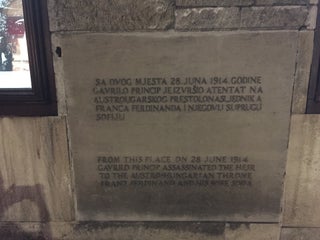 SA OVOG MJESTA 28. JUNA 1914. GODINE
GAVRILO PRINCIP JE IZVRŠIO ATENTAT NA
AUSTROUGARSKOG PRESTOLONASLJEDNIKA
FRANCA FERDINANDA I NJEGOVU SUPRUGU
SOFIJU
FROM THIS PLACE ON 28 JUNE 1914
GAVRILO PRINCIP ASSASSINATED THE HEIR
TO THE AUSTROHUNGARIAN THRONE
FRANZ FERDINAND AND HIS WIFE SOFIA